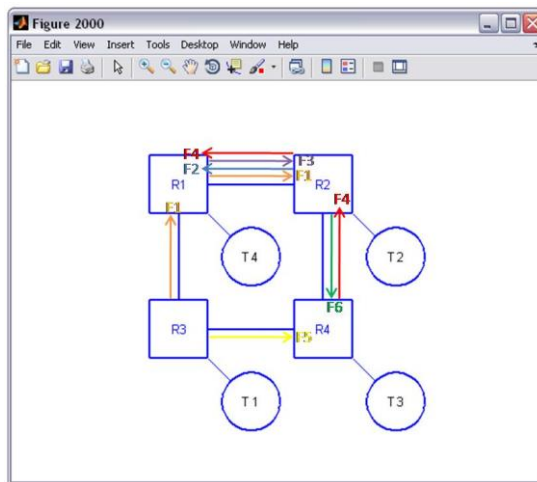 Figure 2000
File Edit View Insert Tools Desktop Window Help
F4
F3
F2
F1
R1
R2
F1
F4
T4
T2
F6
R3
R4
F5
T1
T3